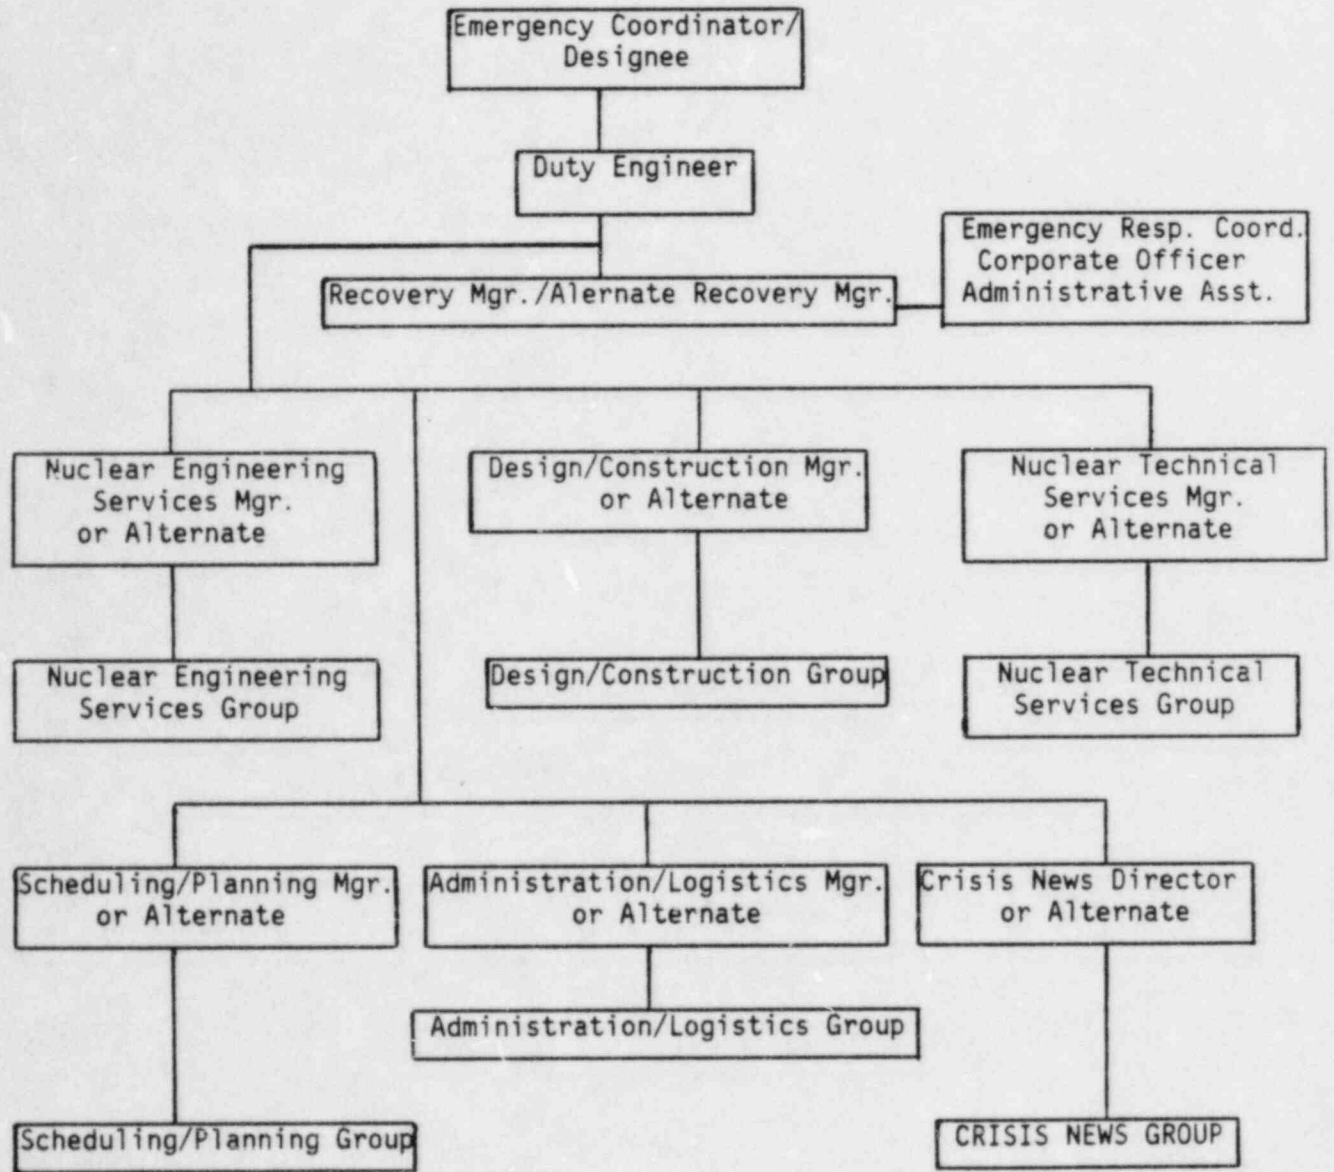 Emergency Coordinator/
Designee
Duty Engineer
Emergency Resp. Coord.
Corporate Officer
Administrative Asst.
Recovery Mgr./Alernate Recovery Mgr.
Nuclear Engineering
Services Mgr.
or Alternate
Design/Construction Mgr.
or Alternate
Nuclear Technical
Services Mgr.
or Alternate
Nuclear Engineering
Services Group
Design/Construction Group
Nuclear Technical
Services Group
Scheduling/Planning Mgr.
or Alternate
Administration/Logistics Mgr.
or Alternate
Crisis News Director
or Alternate
Administration/Logistics Group
Scheduling/Planning Group
CRISIS NEWS GROUP